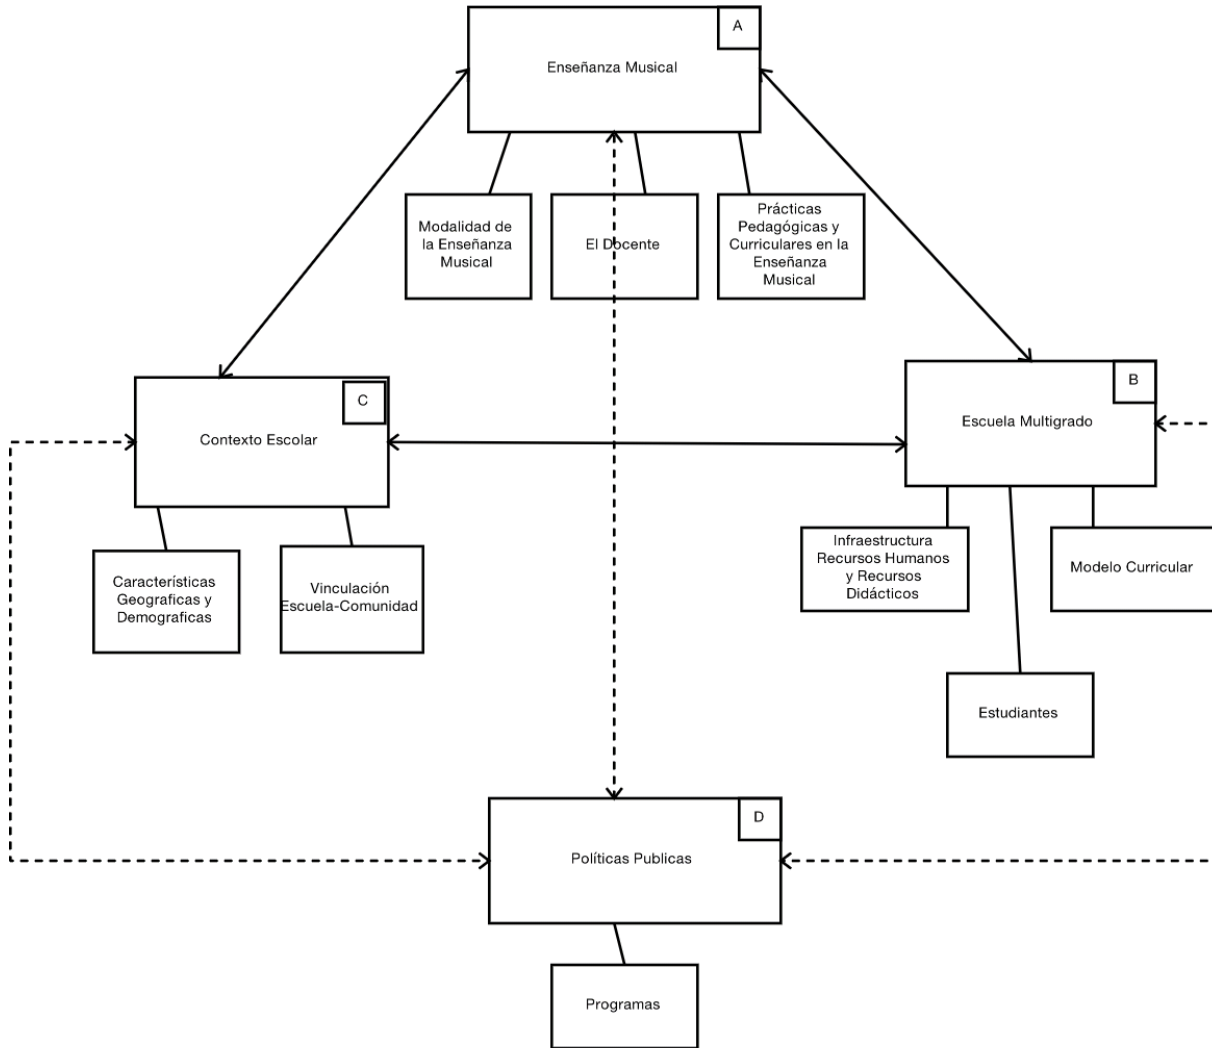 A
Enseñanza Musical
Modalidad de
la Enseñanza
Musical
El Docente
Prácticas
Pedagógicas y
Curriculares en la
Enseñanza
Musical
C
Contexto Escolar
B
Escuela Multigrado
Característícas
Geograficas y
Demograficas
Vinculación
Escuela-Comunidad
Infraestructura
Recursos Humanos
y Recursos
Didácticos
Modelo Curricular
Estudiantes
D
Políticas Publicas
Programas